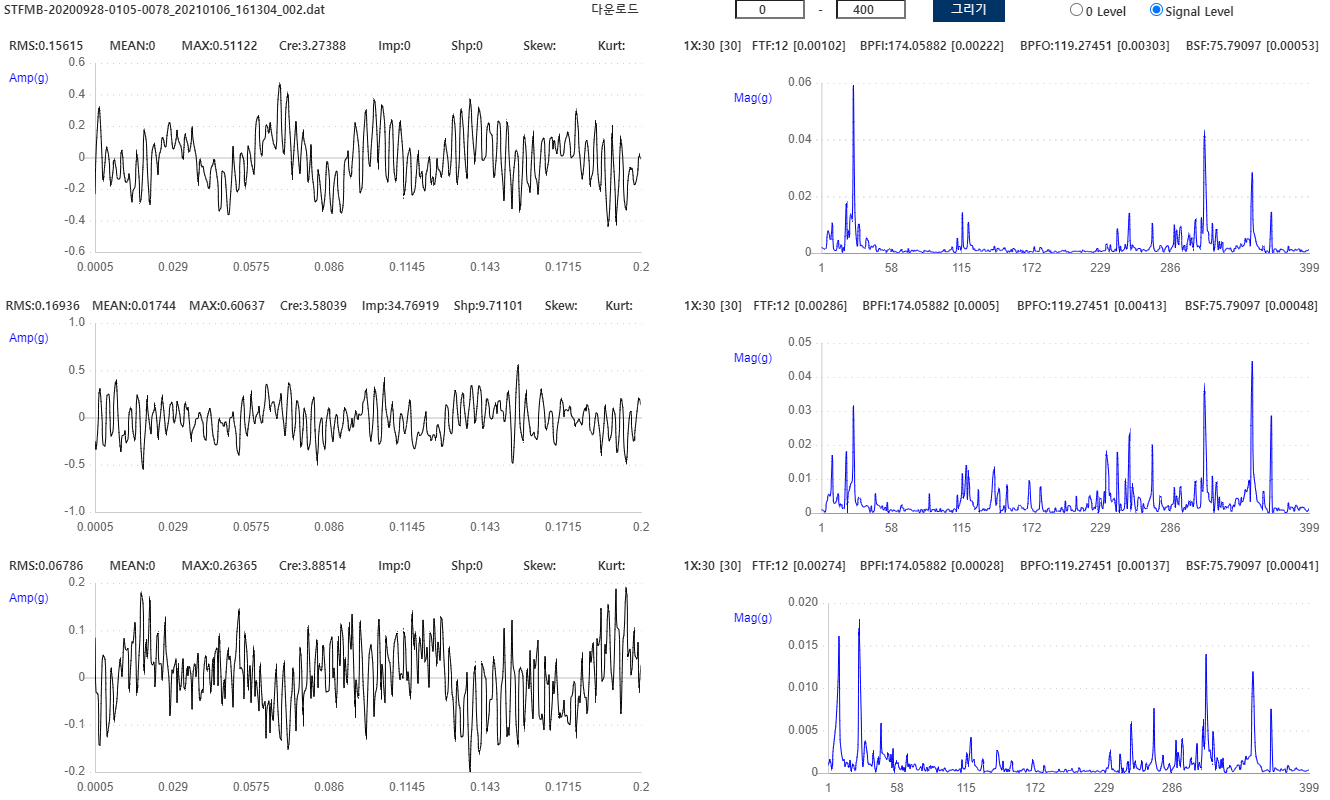 STFMB-20200928-0105-0078_20210106_161304_002.dat 다운로드 0 - 400 그리기 0 Level Signal Level
RMS:0.15615 MEAN:0 MAX:0.51122 Cre:3.27388 Imp:0 Shp:0 Skew: Kurt:
Amp(g)
0.6
0.4
0.2
0
-0.2
-0.4
-0.6
0.0005 0.029 0.0575 0.086 0.1145 0.143 0.1715 0.2
1X:30 [30] FTF:12 [0.00102] BPFI:174.05882 [0.00222] BPFO:119.27451 [0.00303] BSF:75.79097 [0.00053]
Mag(g)
0.06
0.04
0.02
0
1 58 115 172 229 286 399
RMS:0.16936 MEAN:0.01744 MAX:0.60637 Cre:3.58039 Imp:34.76919 Shp:9.71101 Skew: Kurt:
Amp(g)
1.0
0.5
0
-0.5
-1.0
0.0005 0.029 0.0575 0.086 0.1145 0.143 0.1715 0.2
1X:30 [30] FTF:12 [0.00286] BPFI:174.05882 [0.0005] BPFO:119.27451 [0.00413] BSF:75.79097 [0.00048]
Mag(g)
0.05
0.04
0.03
0.02
0.01
0
1 58 115 172 229 286 399
RMS:0.06786 MEAN:0 MAX:0.26365 Cre:3.88514 Imp:0 Shp:0 Skew: Kurt:
Amp(g)
0.2
0.1
0
-0.1
-0.2
0.0005 0.029 0.0575 0.086 0.1145 0.143 0.1715 0.2
1X:30 [30] FTF:12 [0.00274] BPFI:174.05882 [0.00028] BPFO:119.27451 [0.00137] BSF:75.79097 [0.00041]
Mag(g)
0.020
0.015
0.010
0.005
0
1 58 115 172 229 286 399